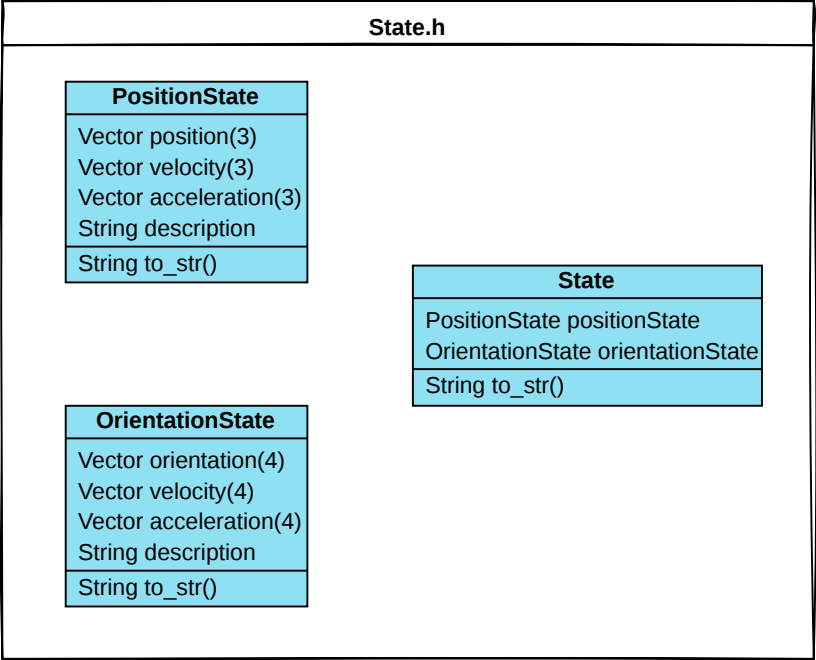 State.h
PositionState
Vector position(3)
Vector velocity(3)
Vector acceleration(3)
String description
String to_str()
State
PositionState positionState
OrientationState orientationState
String to_str()
OrientationState
Vector orientation(4)
Vector velocity(4)
Vector acceleration(4)
String description
String to_str()